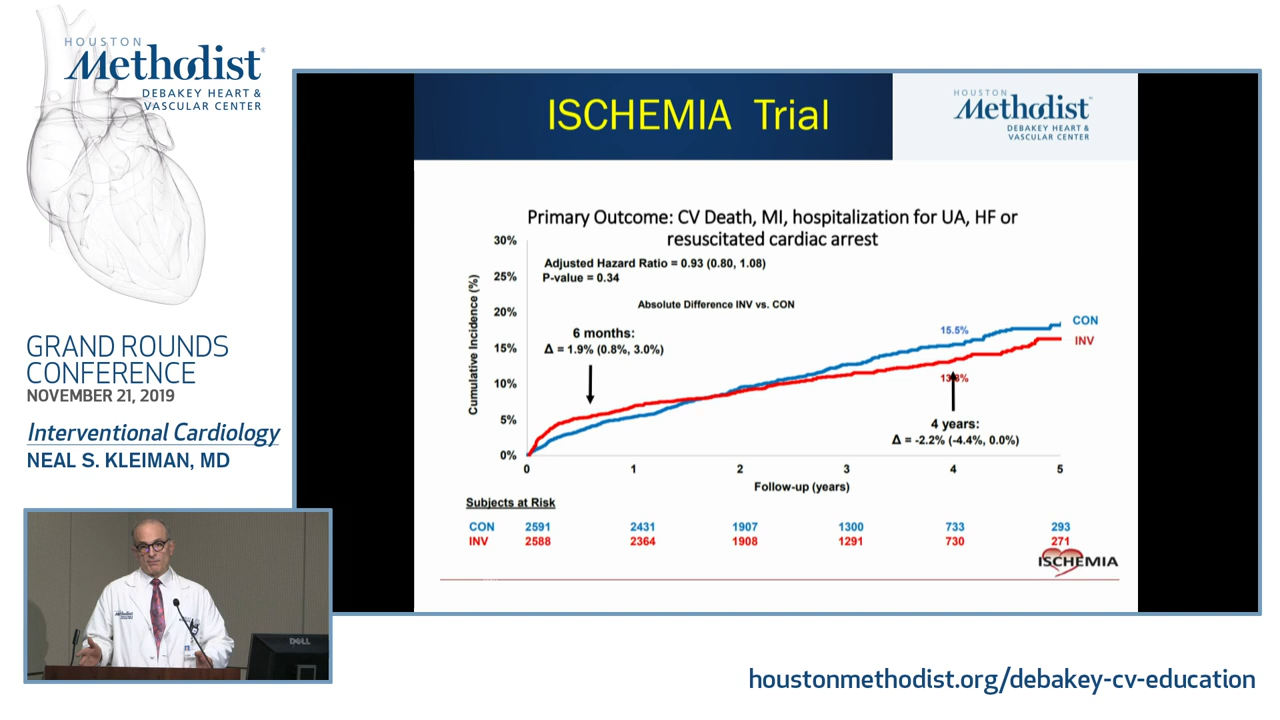 HOUSTON
Methodist
DEBAKEY HEART &
VASCULAR CENTER
GRAND ROUNDS
CONFERENCE
NOVEMBER 21, 2019
Interventional Cardiology
NEAL S. KLEIMAN, MD
ISCHEMIA Trial
HOUSTON
Methodist
DEBAKEY HEART &
VASCULAR CENTER
Primary Outcome: CV Death, MI, hospitalization for UA, HF or
resuscitated cardiac arrest
Cumulative Incidence (%)
30%
25%
20%
15%
10%
5%
0%
Adjusted Hazard Ratio = 0.93 (0.80, 1.08)
P-value = 0.34
Absolute Difference INV vs. CON
6 months:
Δ = 1.9% (0.8%, 3.0%)
15.5%
CON
INV
4 years:
Δ = -2.2% (-4.4%, 0.0%)
0 1 2 3 4 5
Follow-up (years)
Subjects at Risk
CON 2591 2431 1907 1300 733 293
INV 2588 2364 1908 1291 730 271
ISCHEMIA
Methodist
DELL
houstonmethodist.org/debakey-cv-education